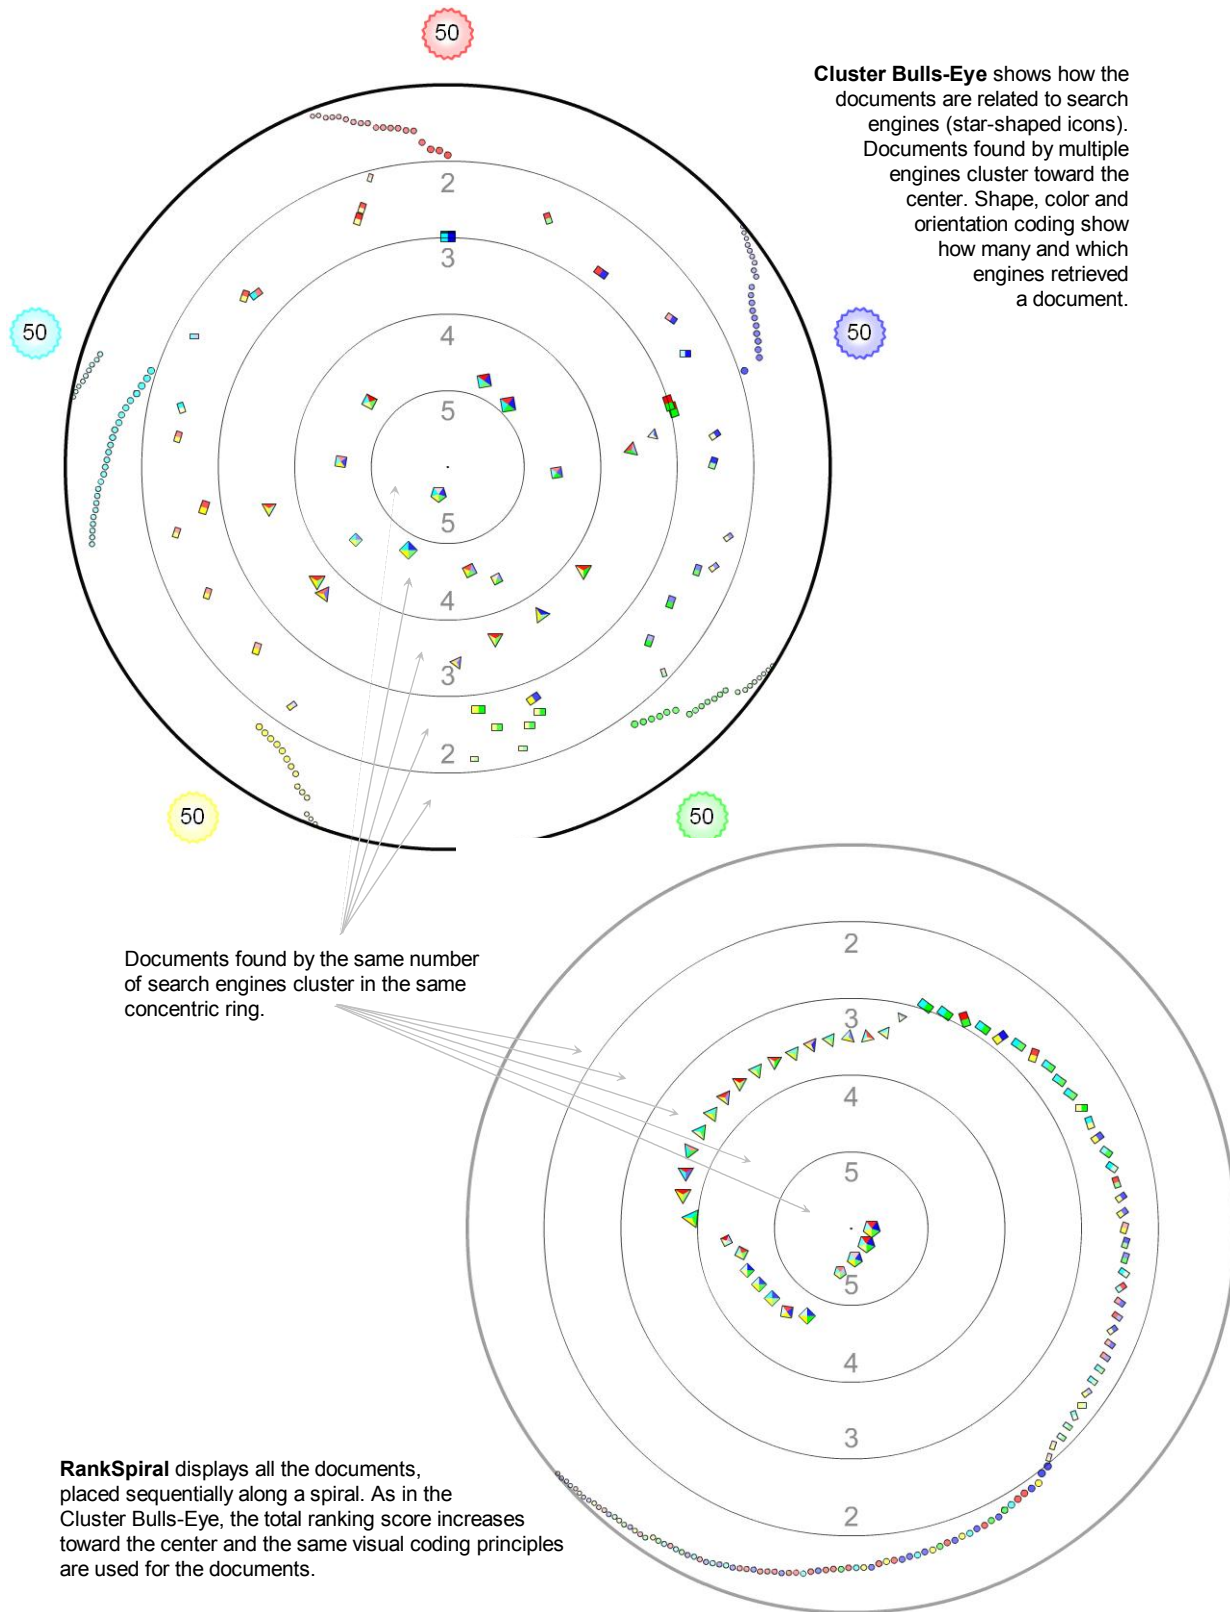 50
Cluster Bulls-Eye shows how the
documents are related to search
engines (star-shaped icons).
Documents found by multiple
engines cluster toward the
center. Shape, color and
orientation coding show
how many and which
engines retrieved
a document.
2
3
50
50
4
5
5
4
3
2
50
50
Documents found by the same number
of search engines cluster in the same
concentric ring.
2
3
4
5
5
4
3
2
RankSpiral displays all the documents,
placed sequentially along a spiral. As in the
Cluster Bulls-Eye, the total ranking score increases
toward the center and the same visual coding principles
are used for the documents.